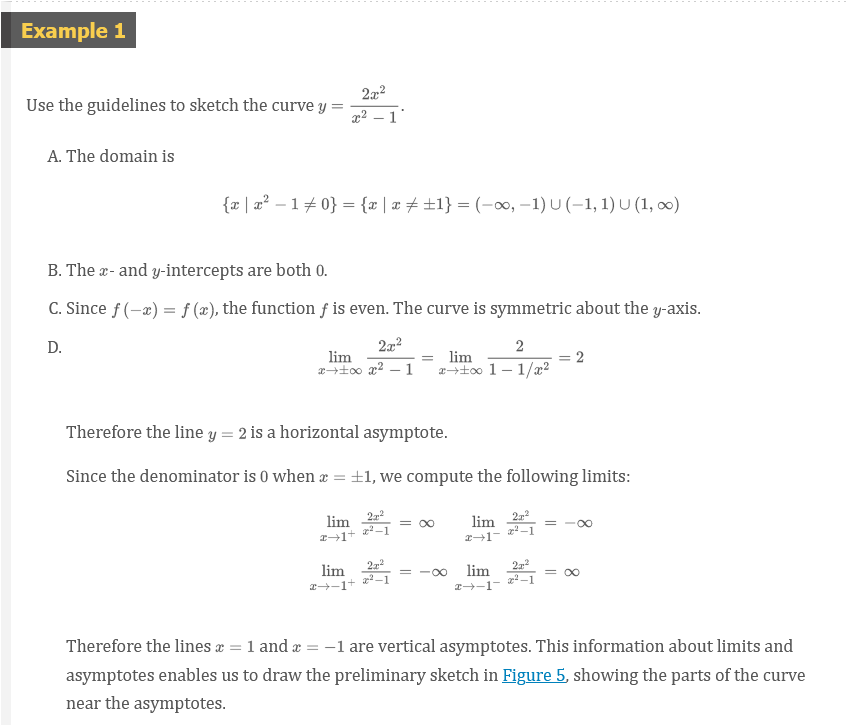 Example 1
Use the guidelines to sketch the curve $y = \frac{2x^2}{x^2 - 1}$.
A. The domain is
$\{x \mid x^2 - 1 \neq 0\} = \{x \mid x \neq \pm 1\} = (-\infty, -1) \cup (-1, 1) \cup (1, \infty)$
B. The $x$- and $y$-intercepts are both 0.
C. Since $f(-x) = f(x)$, the function $f$ is even. The curve is symmetric about the $y$-axis.
D. $\lim_{x \to \pm\infty} \frac{2x^2}{x^2 - 1} = \lim_{x \to \pm\infty} \frac{2}{1 - 1/x^2} = 2$
Therefore the line $y = 2$ is a horizontal asymptote.
Since the denominator is 0 when $x = \pm 1$, we compute the following limits:
$\lim_{x \to 1^+} \frac{2x^2}{x^2 - 1} = \infty \quad \lim_{x \to 1^-} \frac{2x^2}{x^2 - 1} = -\infty$
$\lim_{x \to -1^+} \frac{2x^2}{x^2 - 1} = -\infty \quad \lim_{x \to -1^-} \frac{2x^2}{x^2 - 1} = \infty$
Therefore the lines $x = 1$ and $x = -1$ are vertical asymptotes. This information about limits and
asymptotes enables us to draw the preliminary sketch in Figure 5, showing the parts of the curve
near the asymptotes.